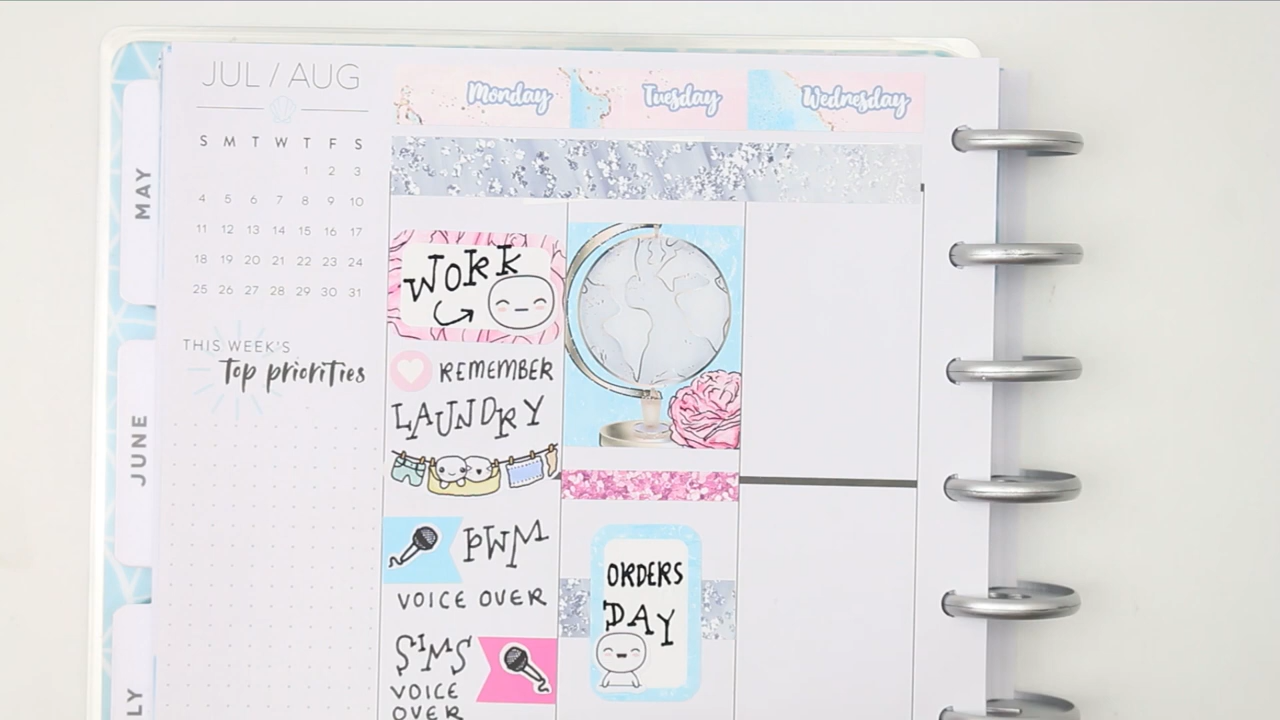 JUL / AUG
S M T W T F S
1 2 3
4 5 6 7 8 9 10
11 12 13 14 15 16 17
18 19 20 21 22 23 24
25 26 27 28 29 30 31
THIS WEEK'S
top priorities
MAY
JUNE
LY
Monday
Tuesday
Wednesday
WORK
REMEMBER
LAUNDRY
PWM
VOICE OVER
SIMS
VOICE
OVER
ORDERS
DAY